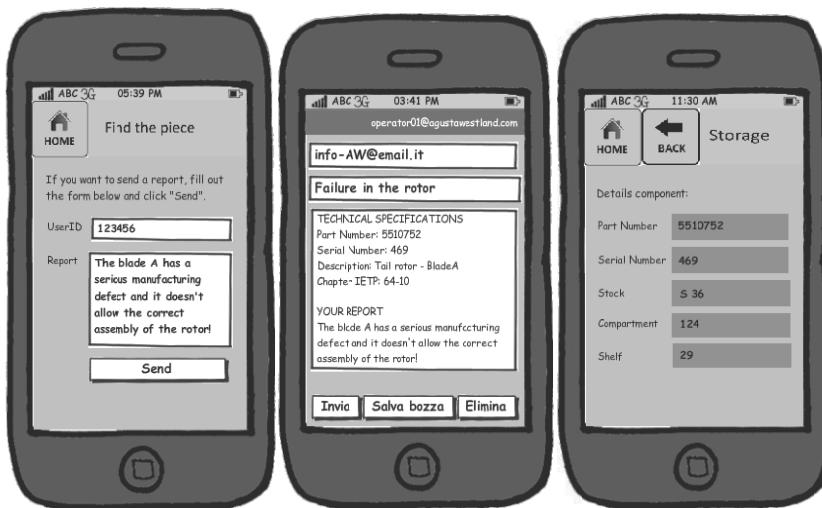 ABC 3G 05:39 PM
HOME
Find the piece
If you want to send a report, fill out
the form below and click "Send".
UserID 123456
Report The blade A has a
serious manufacturing
defect and it doesn't
allow the correct
assembly of the rotor!
Send
ABC 3G 03:41 PM
operator01@agustawestland.com
info-AW@email.it
Failure in the rotor
TECHNICAL SPECIFICATIONS
Part Number: 5510752
Serial Number: 469
Description: Tail rotor - BladeA
Chapter IETP: 64-10
YOUR REPORT
The blade A has a serious manufacturing
defect and it doesn't allow the correct
assembly of the rotor!
Invia Salva bozza Elimina
ABC 3G 11:30 AM
HOME BACK Storage
Details component:
Part Number 5510752
Serial Number 469
Stock S 36
Compartment 124
Shelf 29